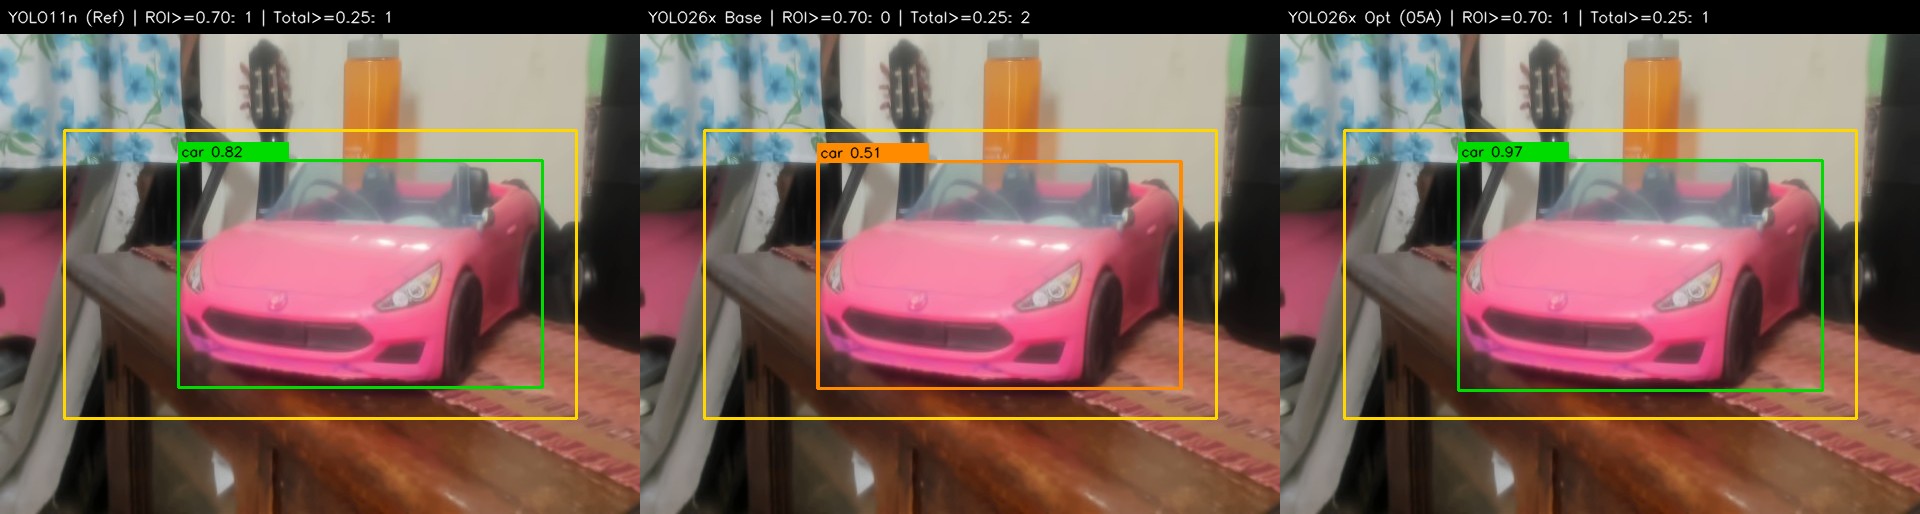 YOLO11n (Ref) | ROI>=0.70: 1 | Total>=0.25: 1
YOLO26x Base | ROI>=0.70: 0 | Total>=0.25: 2
YOLO26x Opt (05A) | ROI>=0.70: 1 | Total>=0.25: 1
car 0.82
car 0.51
car 0.97